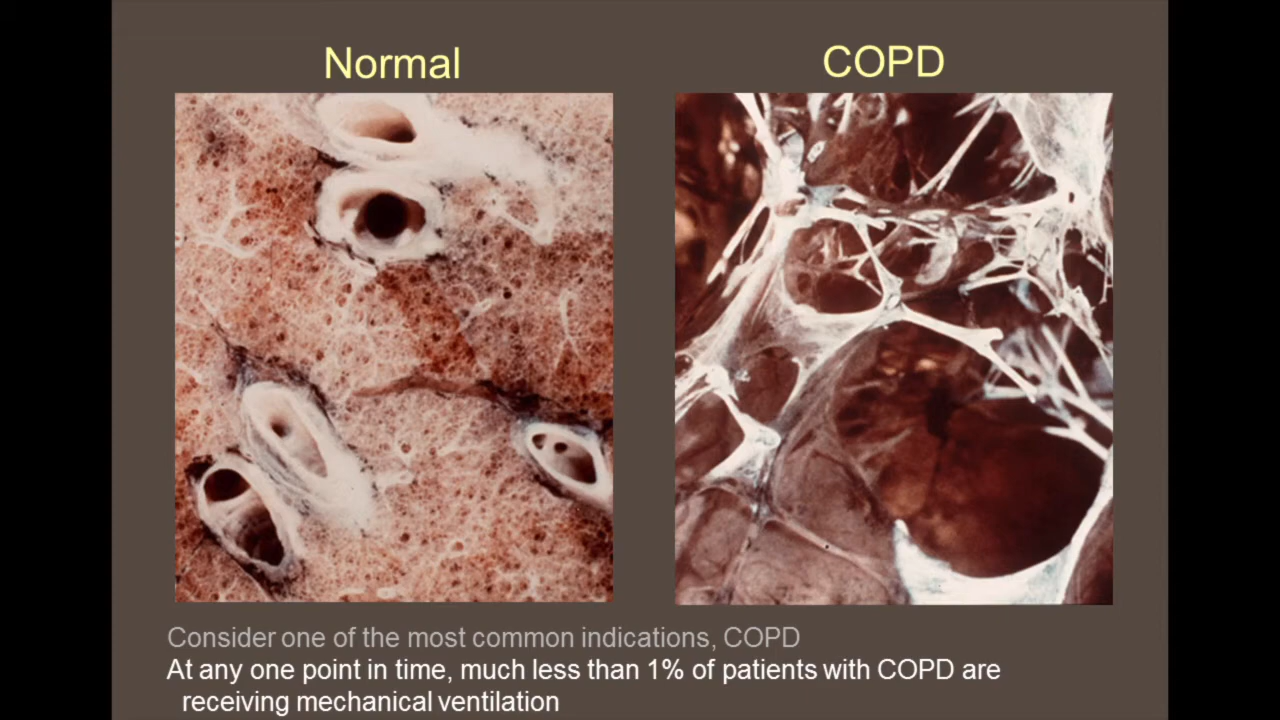 Normal
COPD
Consider one of the most common indications, COPD
At any one point in time, much less than 1% of patients with COPD are
receiving mechanical ventilation